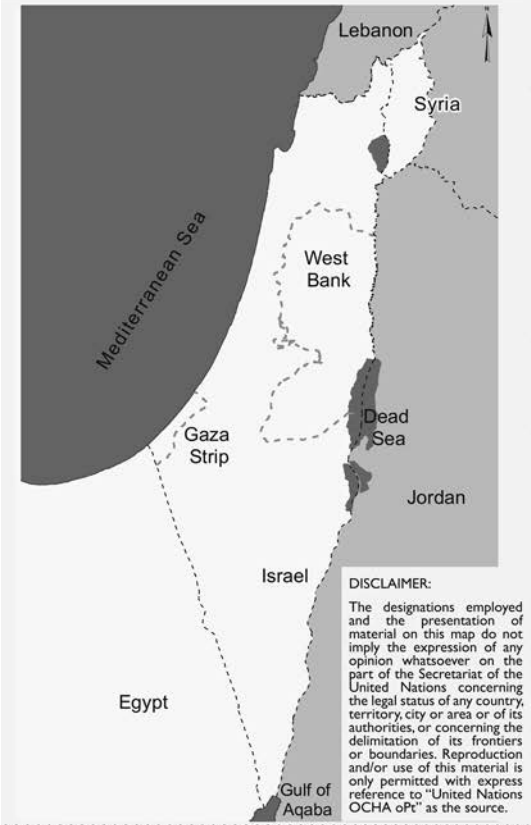 N
Lebanon
Syria
Mediterranean Sea
West
Bank
Dead
Sea
Gaza
Strip
Jordan
Israel
Egypt
Gulf of
Aqaba
DISCLAIMER:
The designations employed
and the presentation of
material on this map do not
imply the expression of any
opinion whatsoever on the
part of the Secretariat of the
United Nations concerning
the legal status of any country,
territory, city or area or of its
authorities, or concerning the
delimitation of its frontiers
or boundaries. Reproduction
and/or use of this material is
only permitted with express
reference to “United Nations
OCHA oPt” as the source.